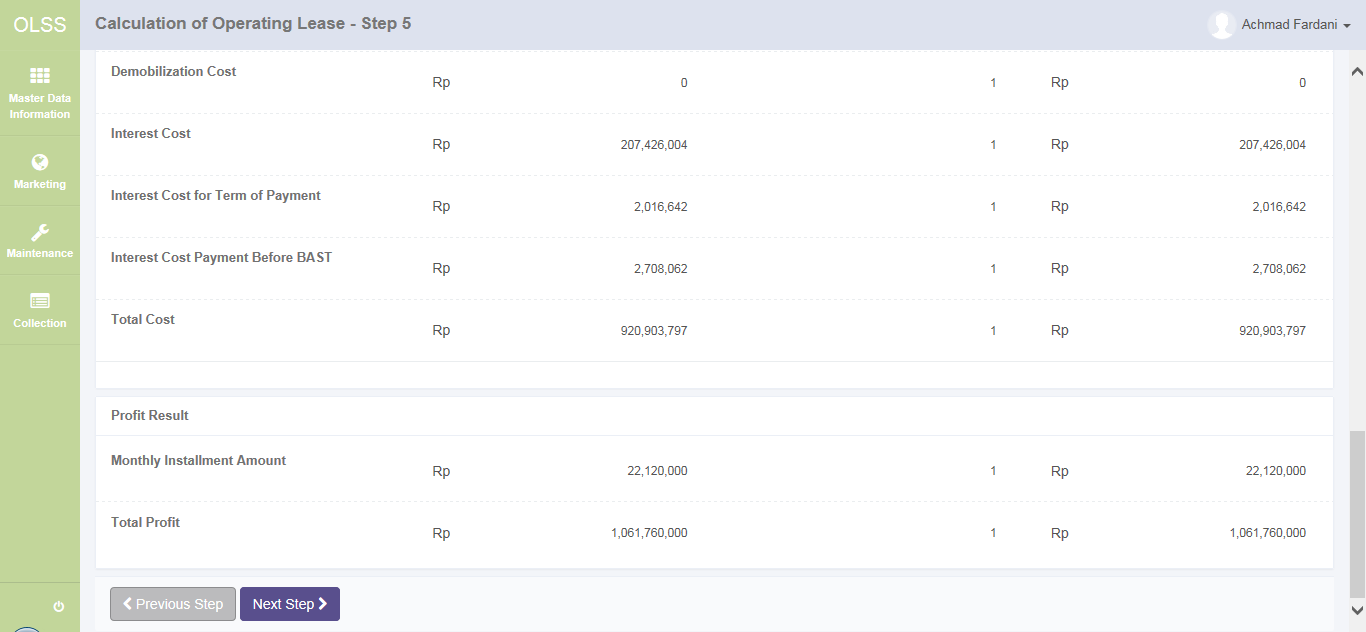 OLSS
Calculation of Operating Lease - Step 5
Achmad Fardani
Master Data
Information
Marketing
Maintenance
Collection
Demobilization Cost
Rp 0 1 Rp 0
Interest Cost
Rp 207,426,004 1 Rp 207,426,004
Interest Cost for Term of Payment
Rp 2,016,642 1 Rp 2,016,642
Interest Cost Payment Before BAST
Rp 2,708,062 1 Rp 2,708,062
Total Cost
Rp 920,903,797 1 Rp 920,903,797
Profit Result
Monthly Installment Amount
Rp 22,120,000 1 Rp 22,120,000
Total Profit
Rp 1,061,760,000 1 Rp 1,061,760,000
Previous Step
Next Step